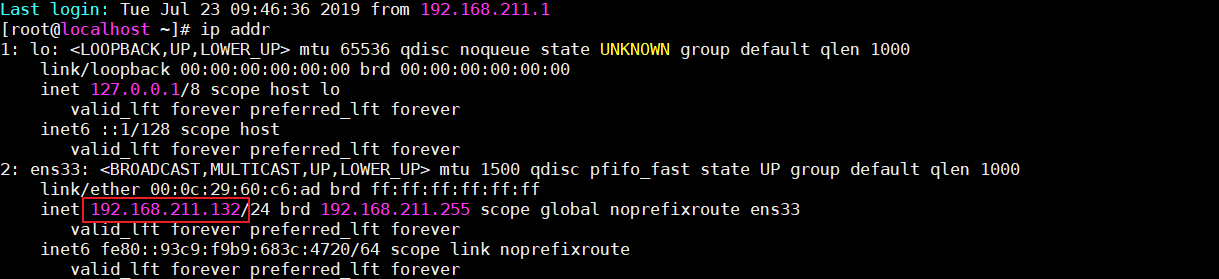 Last login: Tue Jul 23 09:46:36 2019 from 192.168.211.1
[root@localhost ~]# ip addr
1: lo: <LOOPBACK,UP,LOWER_UP> mtu 65536 qdisc noqueue state UNKNOWN group default qlen 1000
    link/loopback 00:00:00:00:00:00 brd 00:00:00:00:00:00
    inet 127.0.0.1/8 scope host lo
       valid_lft forever preferred_lft forever
    inet6 ::1/128 scope host
       valid_lft forever preferred_lft forever
2: ens33: <BROADCAST,MULTICAST,UP,LOWER_UP> mtu 1500 qdisc pfifo_fast state UP group default qlen 1000
    link/ether 00:0c:29:60:c6:ad brd ff:ff:ff:ff:ff:ff
    inet 192.168.211.132/24 brd 192.168.211.255 scope global noprefixroute ens33
       valid_lft forever preferred_lft forever
    inet6 fe80::93c9:f9b9:683c:4720/64 scope link noprefixroute
       valid_lft forever preferred_lft forever